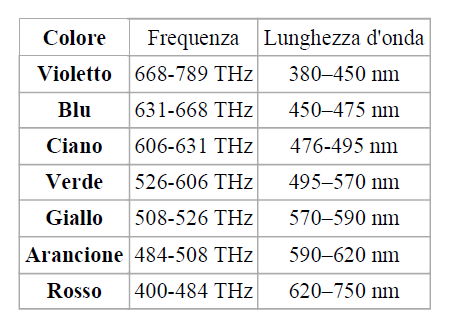 Colore Frequenza Lunghezza d'onda
Violetto 668-789 THz 380–450 nm
Blu 631-668 THz 450–475 nm
Ciano 606-631 THz 476-495 nm
Verde 526-606 THz 495–570 nm
Giallo 508-526 THz 570–590 nm
Arancione 484-508 THz 590–620 nm
Rosso 400-484 THz 620–750 nm